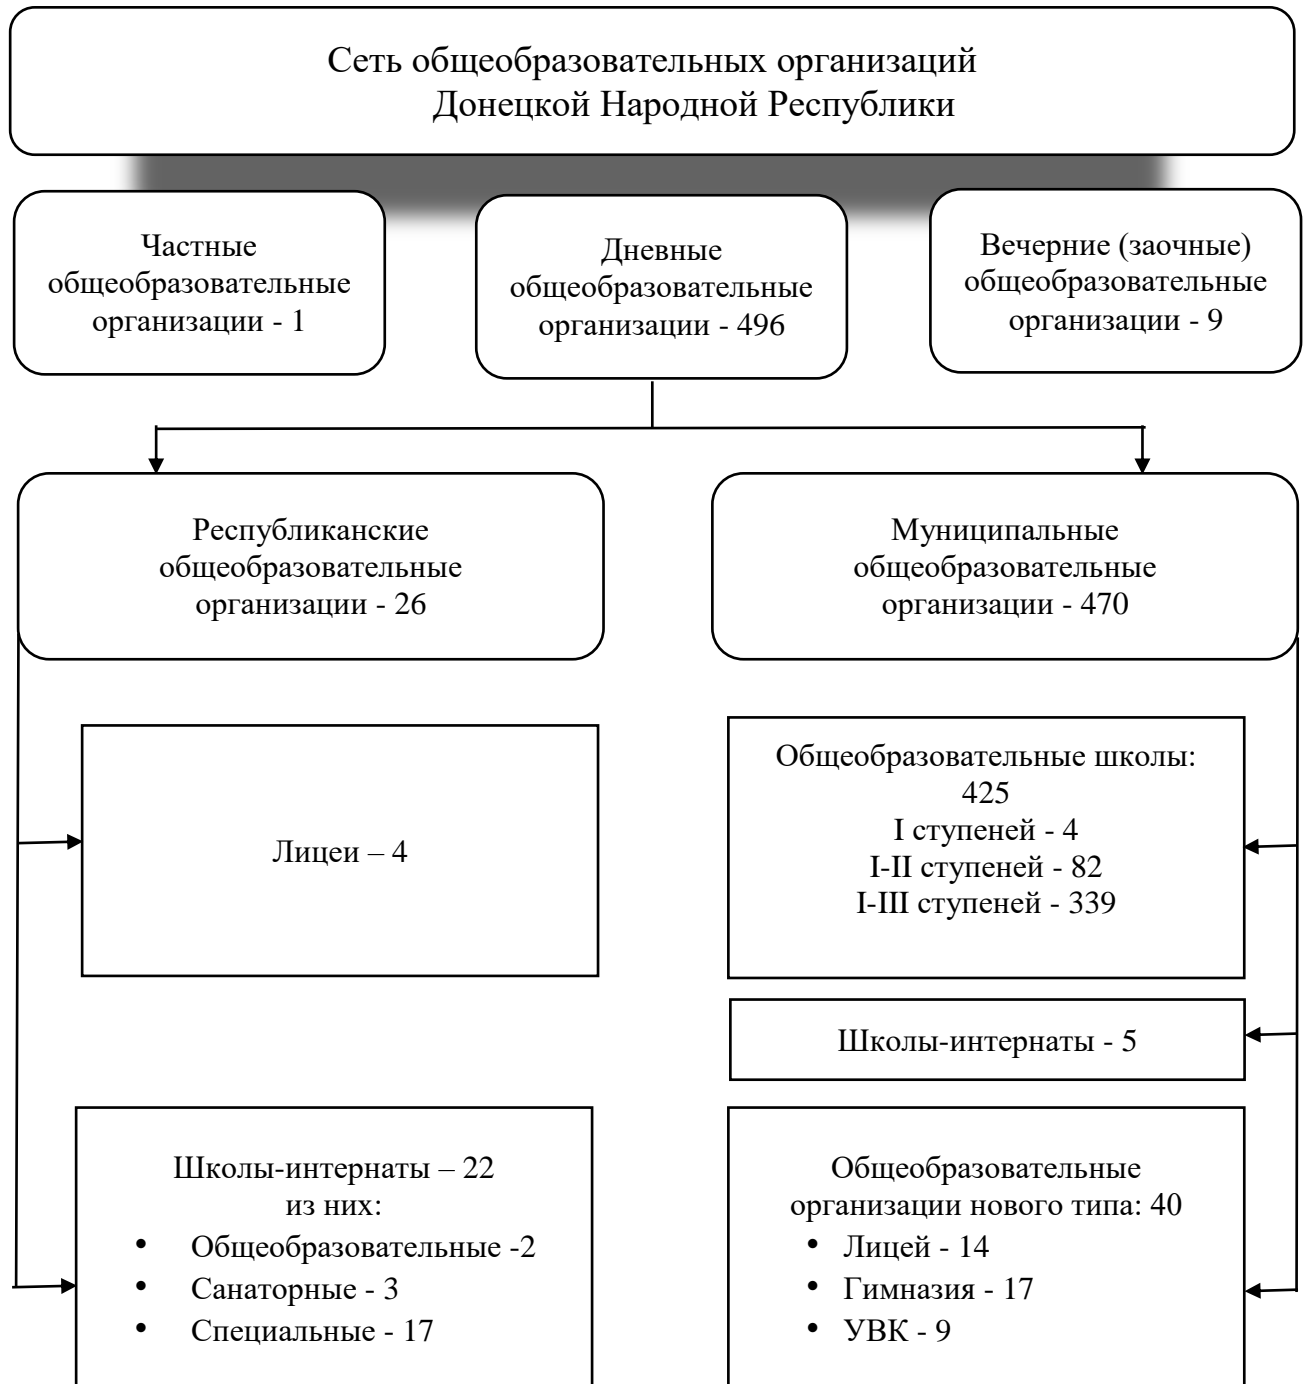 Сеть общеобразовательных организаций
Донецкой Народной Республики
Частные
общеобразовательные
организации - 1
Дневные
общеобразовательные
организации - 496
Вечерние (заочные)
общеобразовательные
организации - 9
Республиканские
общеобразовательные
организации - 26
Муниципальные
общеобразовательные
организации - 470
Лицеи – 4
Общеобразовательные школы:
425
I ступеней - 4
I-II ступеней - 82
I-III ступеней - 339
Школы-интернаты - 5
Школы-интернаты – 22
из них:
• Общеобразовательные -2
• Санаторные - 3
• Специальные - 17
Общеобразовательные
организации нового типа: 40
• Лицей - 14
• Гимназия - 17
• УВК - 9